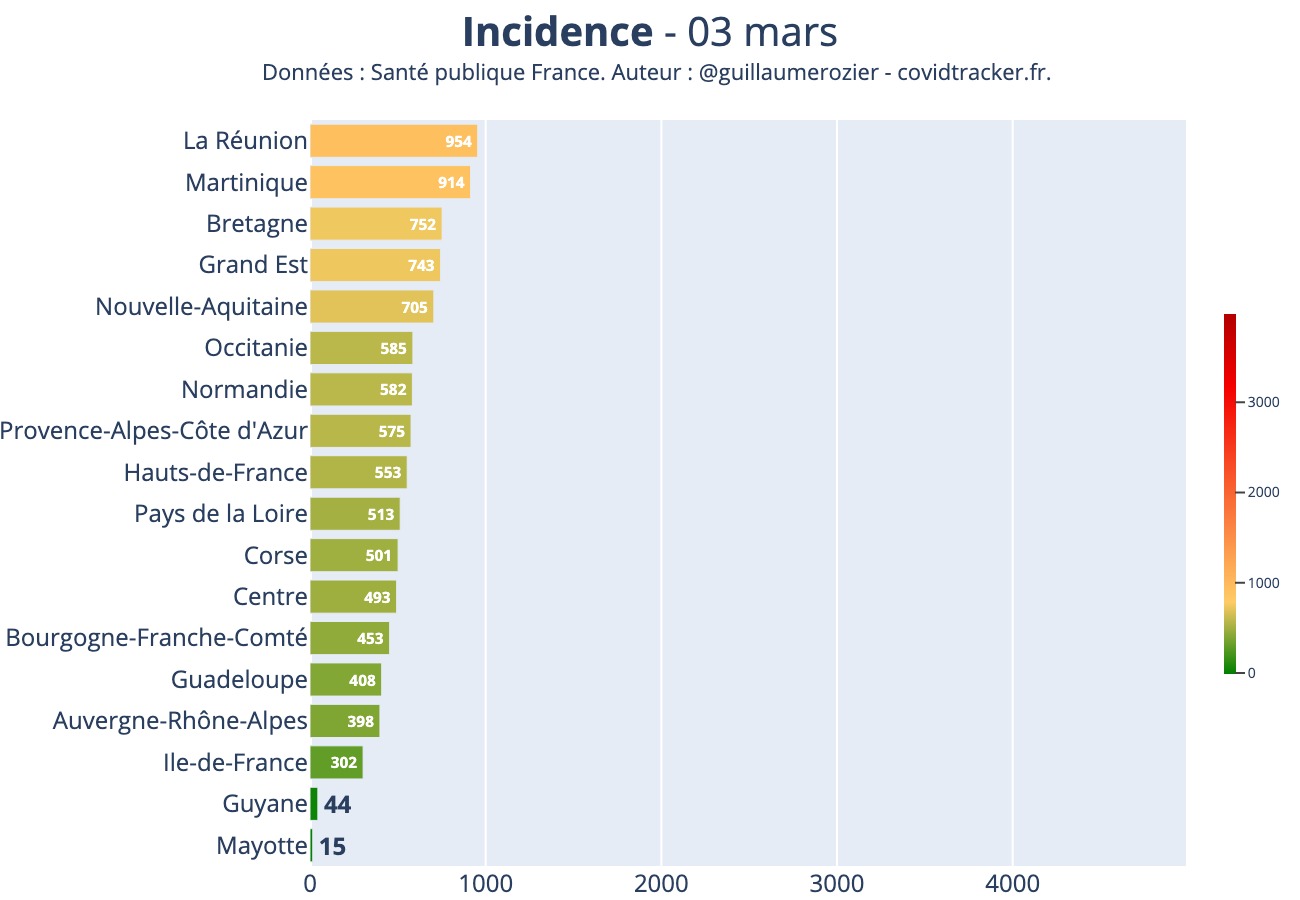 Incidence - 03 mars
Données : Santé publique France. Auteur : @guillaumerozier - covidtracker.fr.
La Réunion 954
Martinique 914
Bretagne 752
Grand Est 743
Nouvelle-Aquitaine 705
Occitanie 585
Normandie 582
Provence-Alpes-Côte d'Azur 575
Hauts-de-France 553
Pays de la Loire 513
Corse 501
Centre 493
Bourgogne-Franche-Comté 453
Guadeloupe 408
Auvergne-Rhône-Alpes 398
Ile-de-France 302
Guyane 44
Mayotte 15
0 1000 2000 3000 4000
3000
2000
1000
0